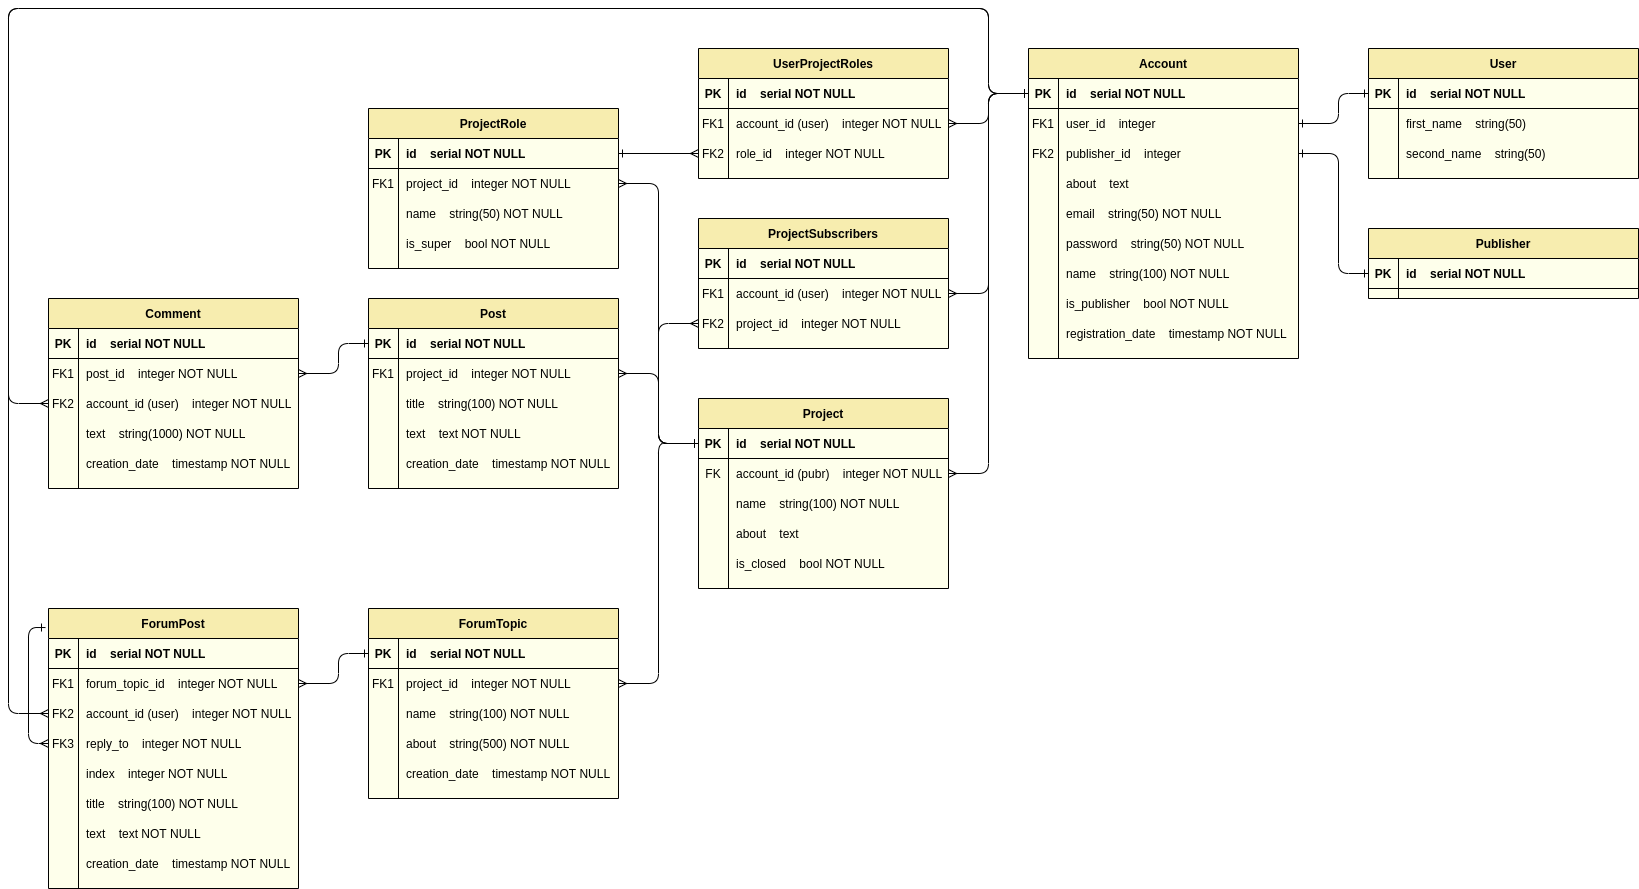 UserProjectRoles
PK id serial NOT NULL
FK1 account_id (user) integer NOT NULL
FK2 role_id integer NOT NULL
Account
PK id serial NOT NULL
FK1 user_id integer
FK2 publisher_id integer
about text
email string(50) NOT NULL
password string(50) NOT NULL
name string(100) NOT NULL
is_publisher bool NOT NULL
registration_date timestamp NOT NULL
User
PK id serial NOT NULL
first_name string(50)
second_name string(50)
ProjectRole
PK id serial NOT NULL
FK1 project_id integer NOT NULL
name string(50) NOT NULL
is_super bool NOT NULL
ProjectSubscribers
PK id serial NOT NULL
FK1 account_id (user) integer NOT NULL
FK2 project_id integer NOT NULL
Publisher
PK id serial NOT NULL
Comment
PK id serial NOT NULL
FK1 post_id integer NOT NULL
FK2 account_id (user) integer NOT NULL
text string(1000) NOT NULL
creation_date timestamp NOT NULL
Post
PK id serial NOT NULL
FK1 project_id integer NOT NULL
title string(100) NOT NULL
text text NOT NULL
creation_date timestamp NOT NULL
Project
PK id serial NOT NULL
FK account_id (pubr) integer NOT NULL
name string(100) NOT NULL
about text
is_closed bool NOT NULL
ForumPost
PK id serial NOT NULL
FK1 forum_topic_id integer NOT NULL
FK2 account_id (user) integer NOT NULL
FK3 reply_to integer NOT NULL
index integer NOT NULL
title string(100) NOT NULL
text text NOT NULL
creation_date timestamp NOT NULL
ForumTopic
PK id serial NOT NULL
FK1 project_id integer NOT NULL
name string(100) NOT NULL
about string(500) NOT NULL
creation_date timestamp NOT NULL